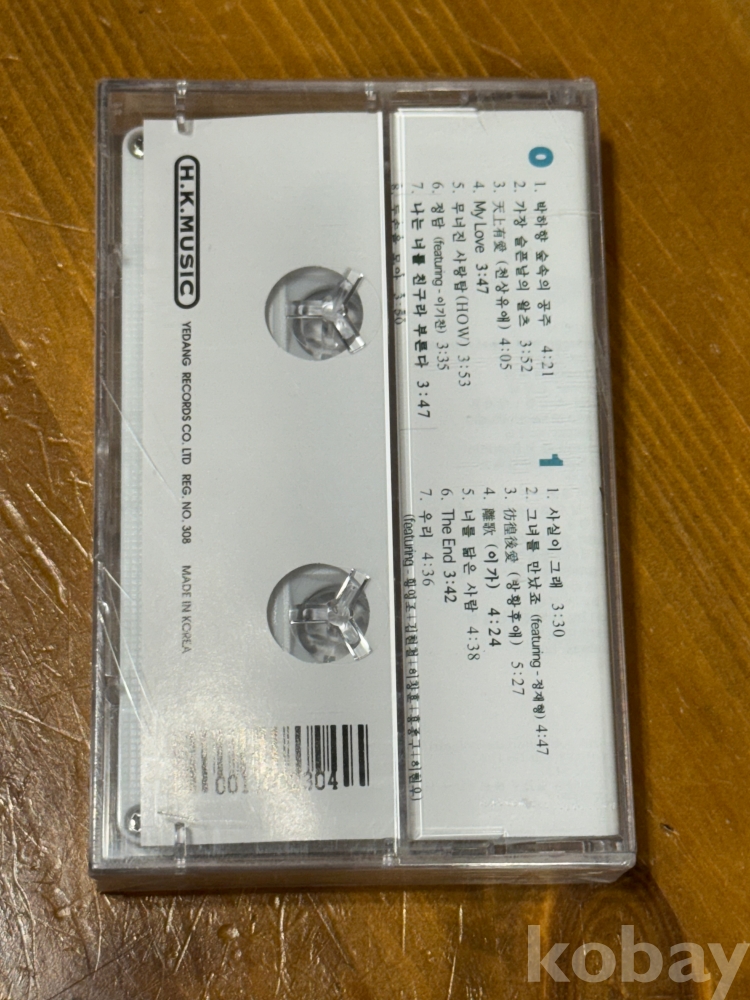 0
1. 박하향 숲속의 공주 4:21
2. 가장 슬픈날의 왈츠 3:52
3. 天上有愛 (천상유애) 4:05
4. My Love 3:47
5. 무너진 사랑탑(HOW) 3:53
6. 정담 (featuring - 이기찬) 3:35
7. 나는 너를 친구라 부른다 3:47
1
1. 사실이 그래 3:30
2. 그녀를 만났죠 (featuring - 정재형) 4:47
3. 彷徨後愛 (방황후애) 5:27
4. 離歌 (이가) 4:24
5. 너를 닮은 사람 4:38
6. The End 3:42
7. 우리 4:36
(featuring -
H.K.MUSIC
YEDANG RECORDS CO. LTD REG. NO. 308 MADE IN KOREA
kobay